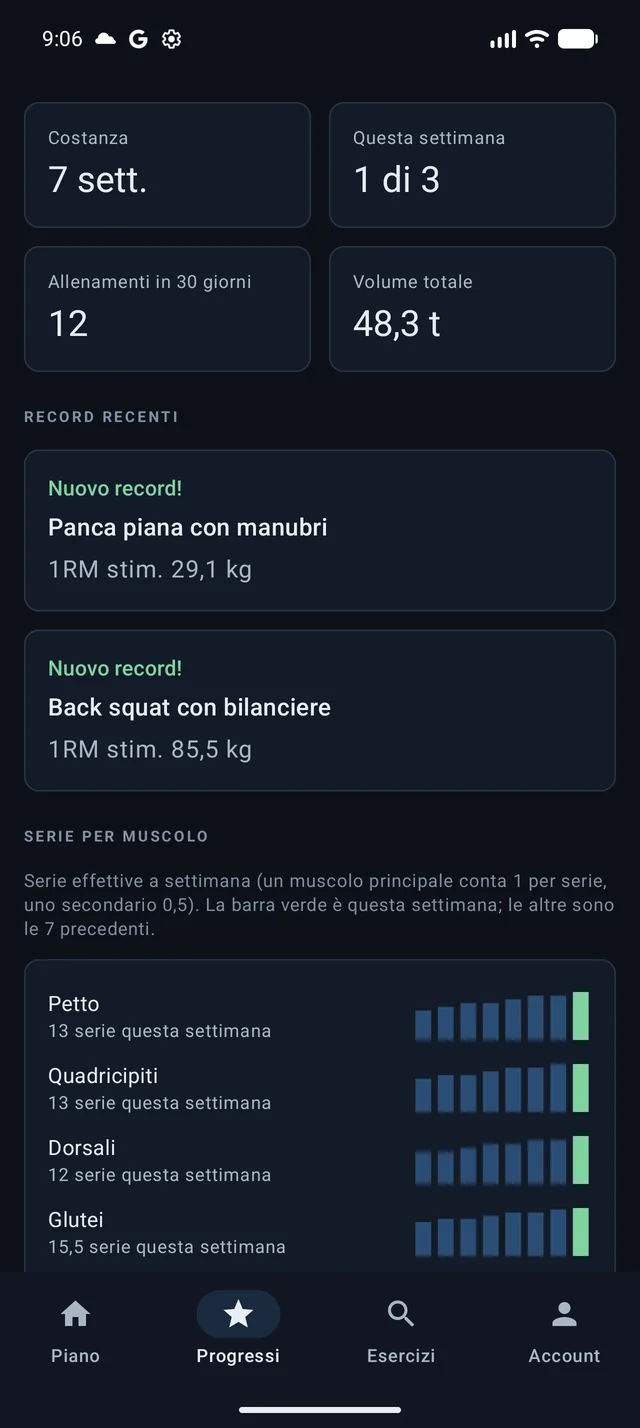 9:06
Costanza
7 sett.
Questa settimana
1 di 3
Allenamenti in 30 giorni
12
Volume totale
48,3 t
RECORD RECENTI
Nuovo record!
Panca piana con manubri
1RM stim. 29,1 kg
Nuovo record!
Back squat con bilanciere
1RM stim. 85,5 kg
SERIE PER MUSCOLO
Serie effettive a settimana (un muscolo principale conta 1 per serie,
uno secondario 0,5). La barra verde è questa settimana; le altre sono
le 7 precedenti.
Petto
13 serie questa settimana
Quadricipiti
13 serie questa settimana
Dorsali
12 serie questa settimana
Glutei
15,5 serie questa settimana
Piano
Progressi
Esercizi
Account